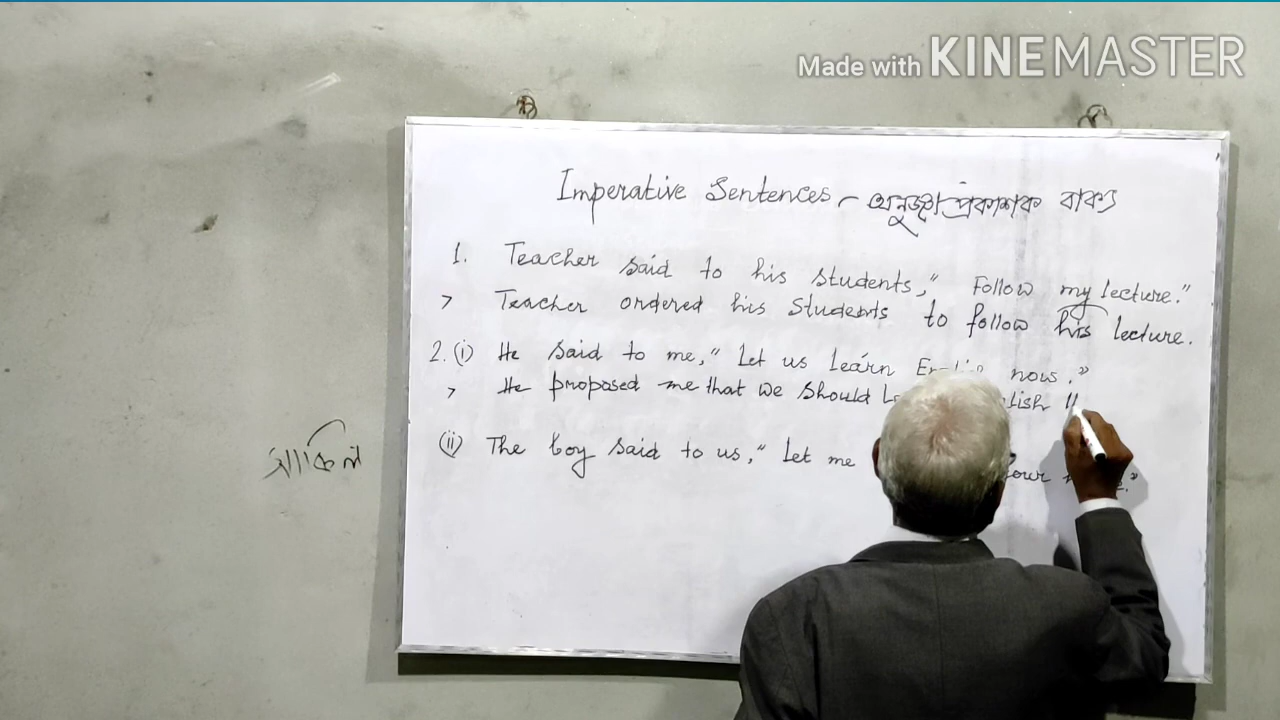 Made with KINEMASTER
Imperative Sentences - অনুজ্ঞা প্রকাশক বাক্য
1. Teacher said to his students, " Follow my lecture."
> Teacher ordered his students to follow his lecture.
2. (i) He said to me, " Let us learn English now."
> He proposed me that we should
(ii) The boy said to us, " Let me